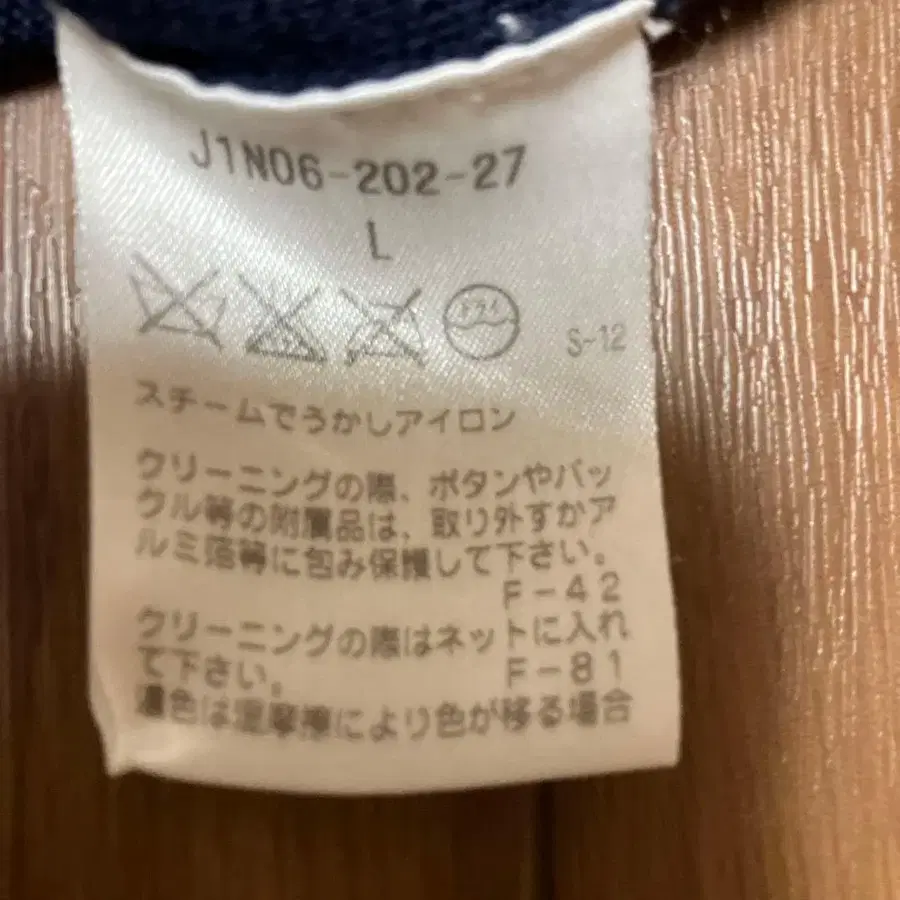 J1N06-202-27
L
ドライ
S-12
スチームでうかしアイロン
クリーニングの際、ボタンやバッ
クル等の附属品は、取り外すかア
ルミ箔等に包み保護して下さい。
F-42
クリーニングの際はネットに入れ
て下さい。 F-81
濃色は湿摩擦により色が移る場合